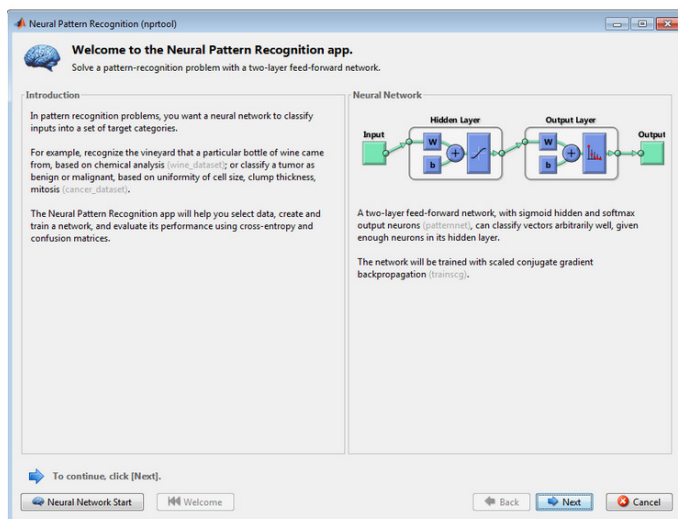 Neural Pattern Recognition (nprtool)
Welcome to the Neural Pattern Recognition app.
Solve a pattern-recognition problem with a two-layer feed-forward network.
Introduction
In pattern recognition problems, you want a neural network to classify
inputs into a set of target categories.
For example, recognize the vineyard that a particular bottle of wine came
from, based on chemical analysis (wine_dataset); or classify a tumor as
benign or malignant, based on uniformity of cell size, clump thickness,
mitosis (cancer_dataset).
The Neural Pattern Recognition app will help you select data, create and
train a network, and evaluate its performance using cross-entropy and
confusion matrices.
Neural Network
Hidden Layer Output Layer
Input Output
W W
b b
A two-layer feed-forward network, with sigmoid hidden and softmax
output neurons (patternnet), can classify vectors arbitrarily well, given
enough neurons in its hidden layer.
The network will be trained with scaled conjugate gradient
backpropagation (trainscg).
To continue, click [Next].
Neural Network Start Welcome Back Next Cancel